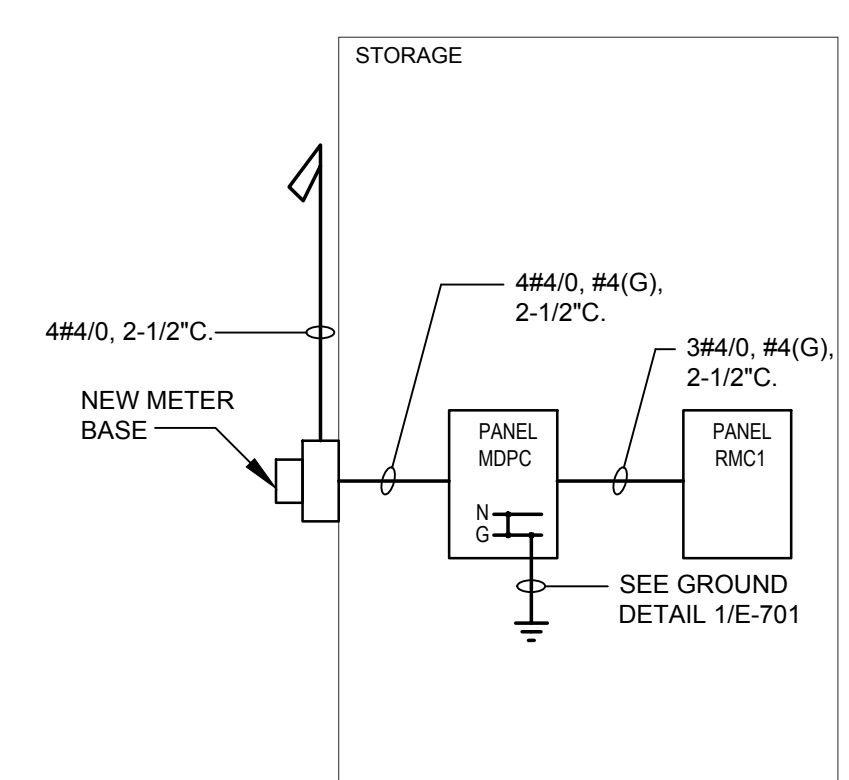 STORAGE
4#4/0, #4(G),
2-1/2"C.
4#4/0, 2-1/2"C.
3#4/0, #4(G),
2-1/2"C.
NEW METER
BASE
PANEL
MDPC
PANEL
RMC1
N
G
SEE GROUND
DETAIL 1/E-701